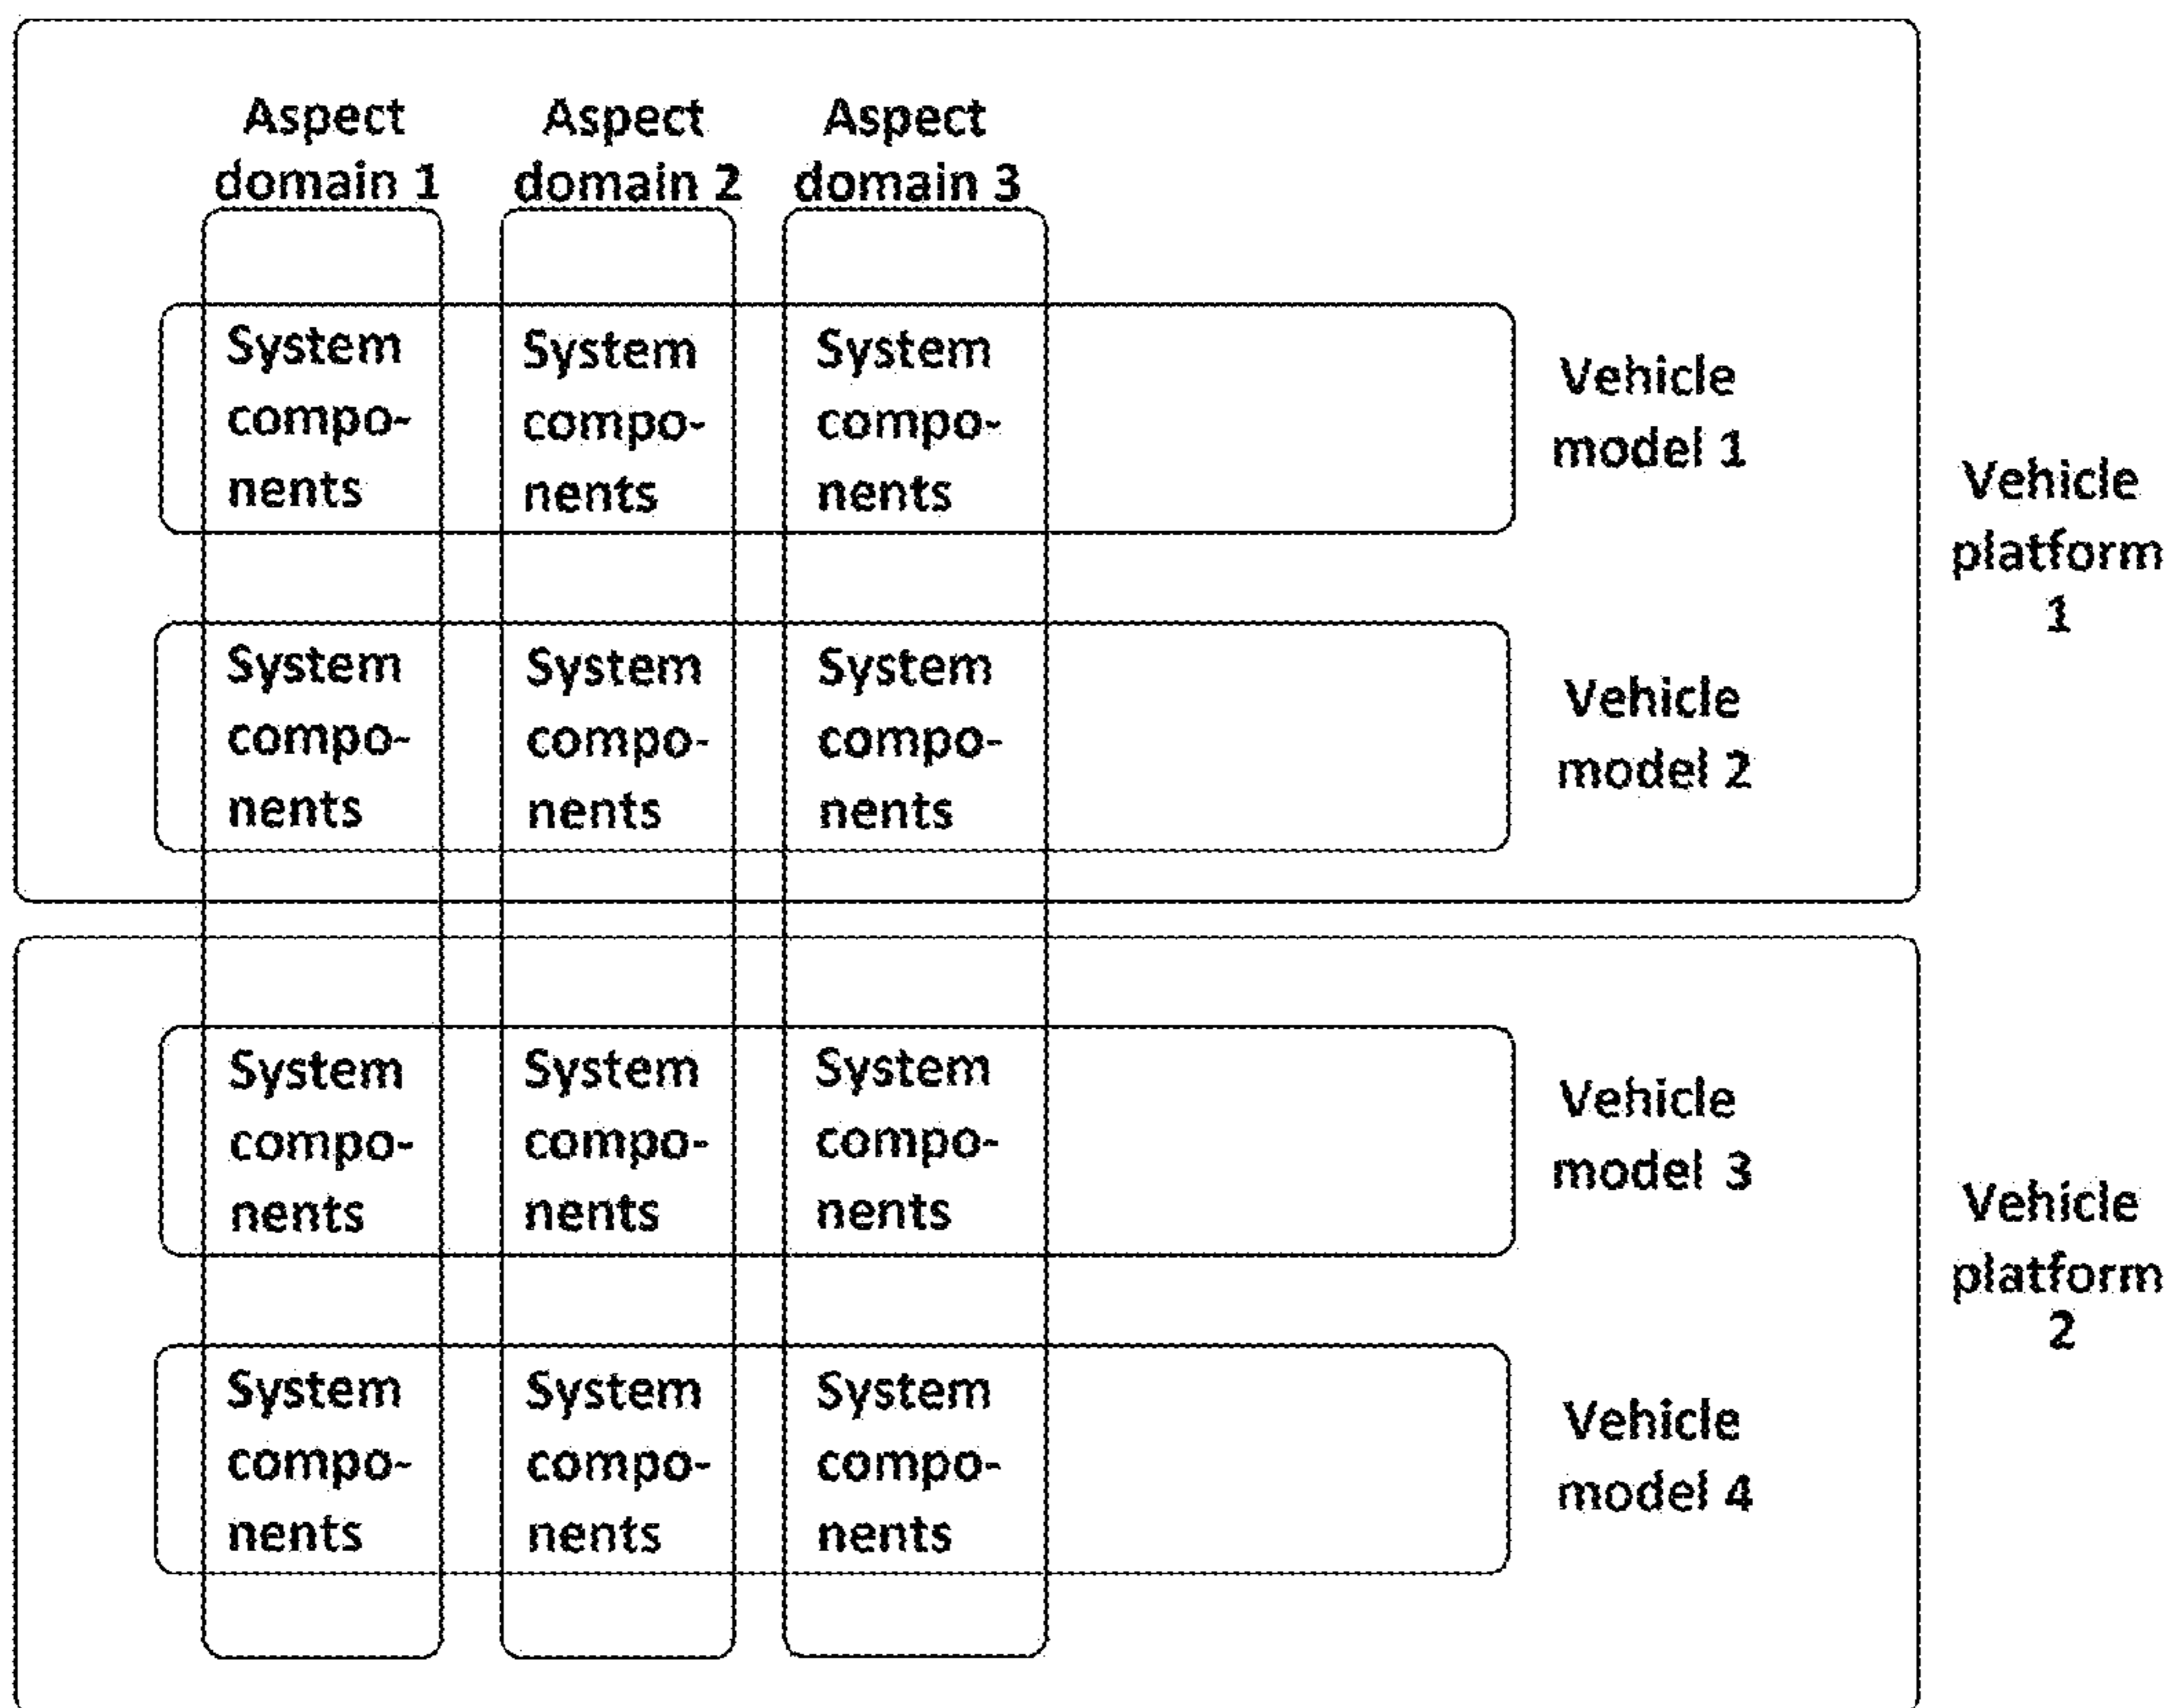 Aspect
domain 1
Aspect
domain 2
Aspect
domain 3
System
compo-
nents
System
compo-
nents
System
compo-
nents
Vehicle
model 1
System
compo-
nents
System
compo-
nents
System
compo-
nents
Vehicle
model 2
Vehicle
platform
1
System
compo-
nents
System
compo-
nents
System
compo-
nents
Vehicle
model 3
System
compo-
nents
System
compo-
nents
System
compo-
nents
Vehicle
model 4
Vehicle
platform
2